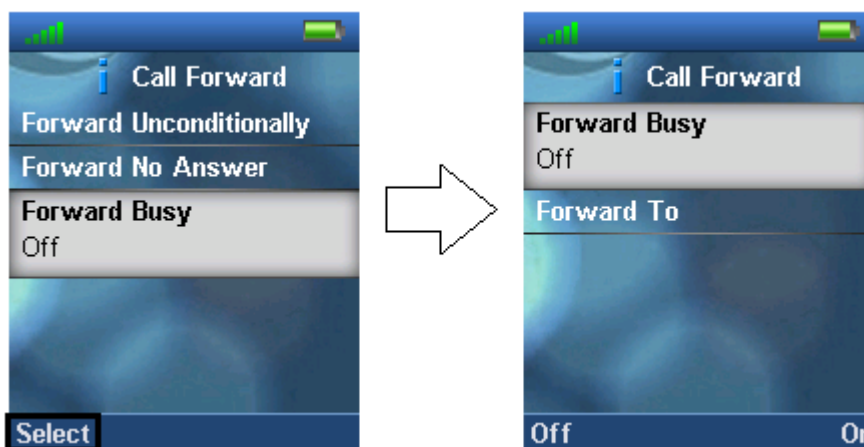 Call Forward
Forward Unconditionally
Forward No Answer
Forward Busy
Off
Select
Call Forward
Forward Busy
Off
Forward To
Off